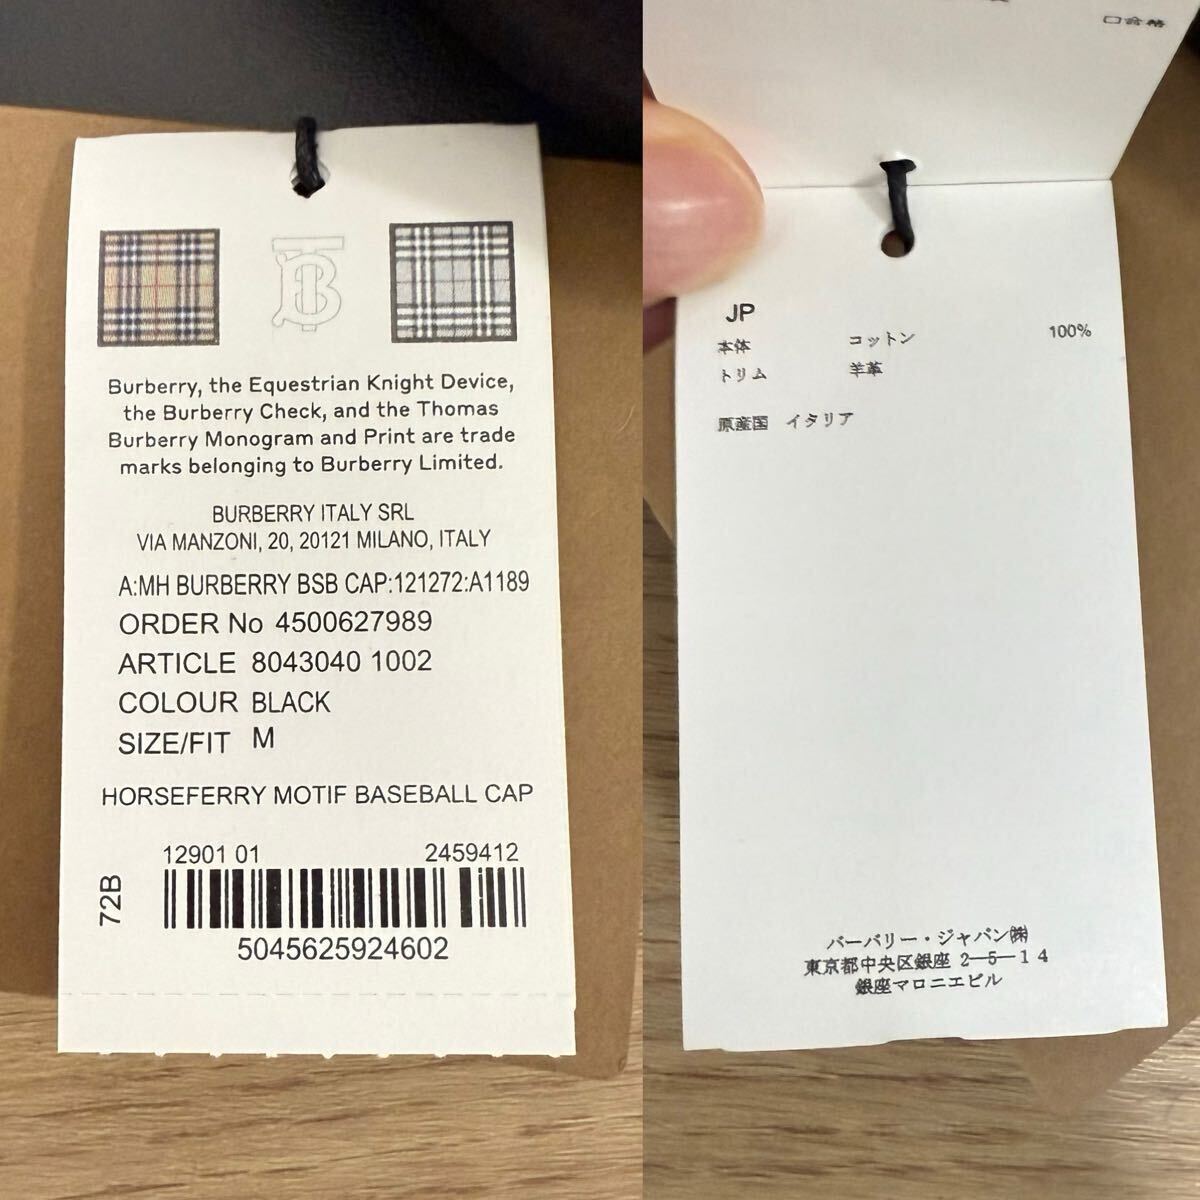 Burberry, the Equestrian Knight Device,
the Burberry Check, and the Thomas
Burberry Monogram and Print are trade
marks belonging to Burberry Limited.
BURBERRY ITALY SRL
VIA MANZONI, 20, 20121 MILANO, ITALY
A:MH BURBERRY BSB CAP:121272:A1189
ORDER No 4500627989
ARTICLE 8043040 1002
COLOUR BLACK
SIZE/FIT M
HORSEFERRY MOTIF BASEBALL CAP
12901 01 2459412
72B
5045625924602
口合格
JP
本体 コットン 100%
トリム 羊革
原産国 イタリア
バーバリー・ジャパン㈱
東京都中央区銀座 2―5―14
銀座マロニエビル